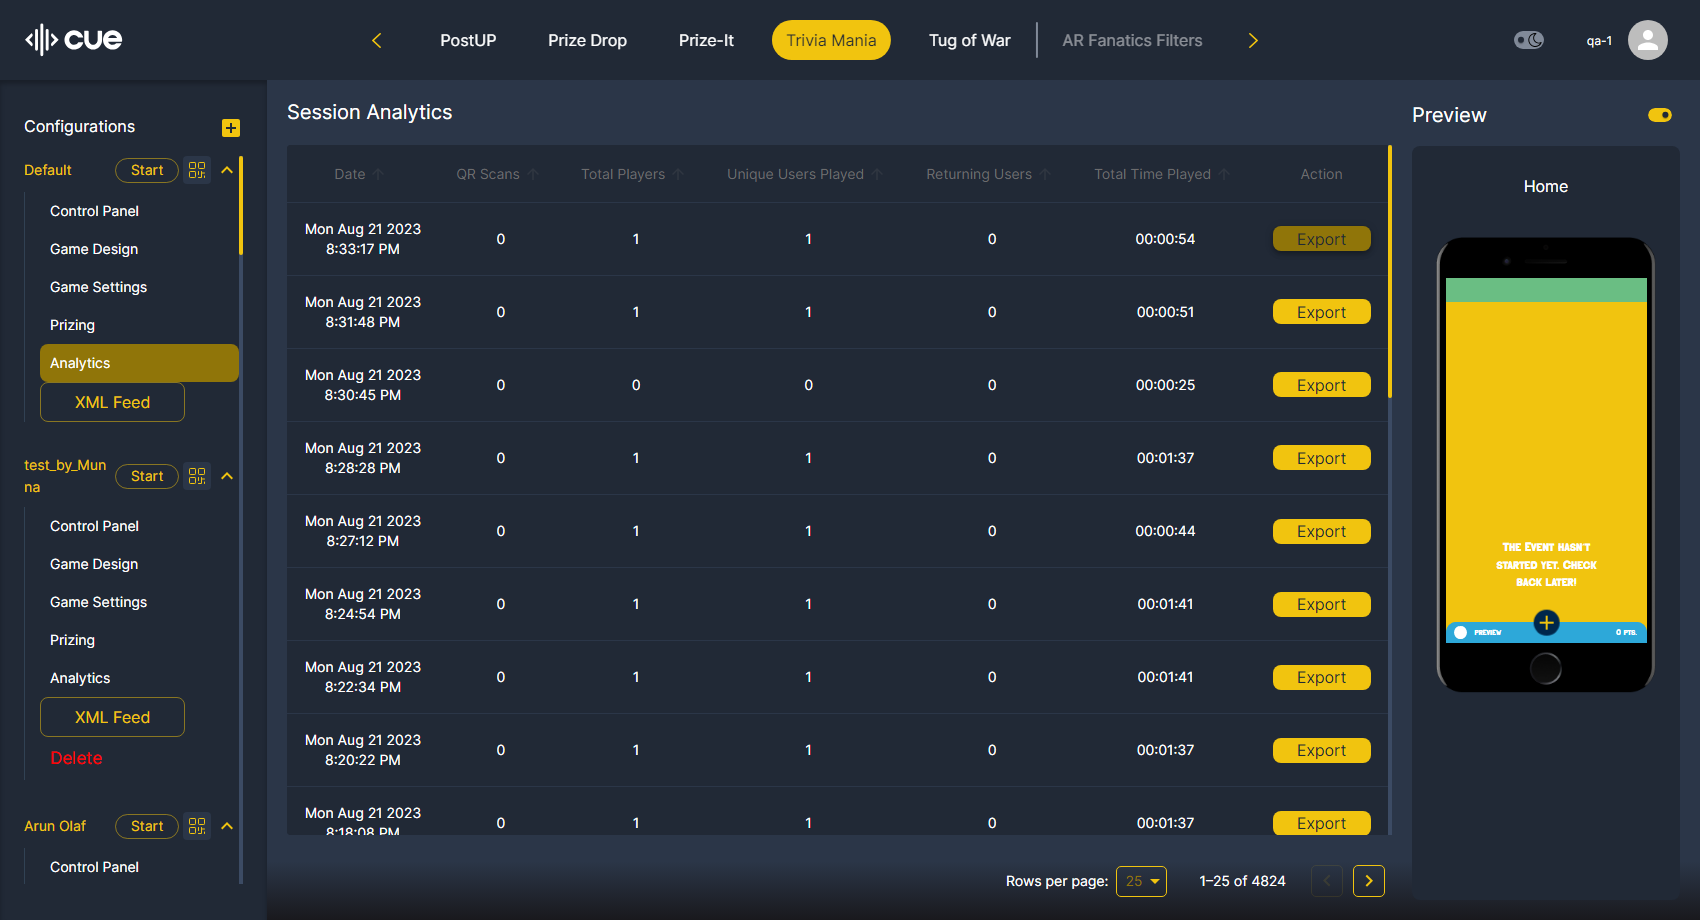 cue
PostUP
Prize Drop
Prize-It
Trivia Mania
Tug of War
AR Fanatics Filters
qa-1
Configurations
Default
Start
Control Panel
Game Design
Game Settings
Prizing
Analytics
XML Feed
test_by_Mun
na
Start
Control Panel
Game Design
Game Settings
Prizing
Analytics
XML Feed
Delete
Arun Olaf
Start
Control Panel
Session Analytics
Date QR Scans Total Players Unique Users Played Returning Users Total Time Played Action
Mon Aug 21 2023
8:33:17 PM 0 1 1 0 00:00:54 Export
Mon Aug 21 2023
8:31:48 PM 0 1 1 0 00:00:51 Export
Mon Aug 21 2023
8:30:45 PM 0 0 0 0 00:00:25 Export
Mon Aug 21 2023
8:28:28 PM 0 1 1 0 00:01:37 Export
Mon Aug 21 2023
8:27:12 PM 0 1 1 0 00:00:44 Export
Mon Aug 21 2023
8:24:54 PM 0 1 1 0 00:01:41 Export
Mon Aug 21 2023
8:22:34 PM 0 1 1 0 00:01:41 Export
Mon Aug 21 2023
8:20:22 PM 0 1 1 0 00:01:37 Export
Mon Aug 21 2023
8:18:08 PM 0 1 1 0 00:01:37 Export
Rows per page: 25 1–25 of 4824
Preview
Home
The Event hasn't
started yet. Check
back later!
PREVIEW
0 PTS.